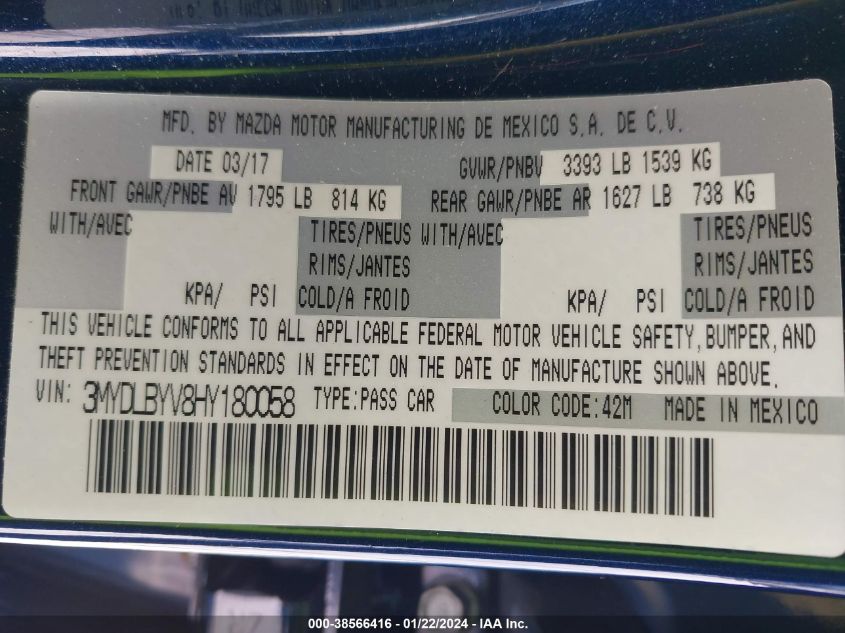 MFD. BY MAZDA MOTOR MANUFACTURING DE MEXICO S.A. DE C.V.
DATE 03/17 GVWR/PNBV 3393 LB 1539 KG
FRONT GAWR/PNBE AV 1795 LB 814 KG REAR GAWR/PNBE AR 1627 LB 738 KG
WITH/AVEC TIRES/PNEUS WITH/AVEC TIRES/PNEUS
RIMS/JANTES RIMS/JANTES
KPA/ PSI COLD/A FROID KPA/ PSI COLD/A FROID
THIS VEHICLE CONFORMS TO ALL APPLICABLE FEDERAL MOTOR VEHICLE SAFETY,BUMPER,AND
THEFT PREVENTION STANDARDS IN EFFECT ON THE DATE OF MANUFACTURE SHOWN ABOVE.
VIN: 3MYDLBYV8HY180058 TYPE:PASS CAR COLOR CODE:42M MADE IN MEXICO
000-38566416 - 01/22/2024 - IAA Inc.